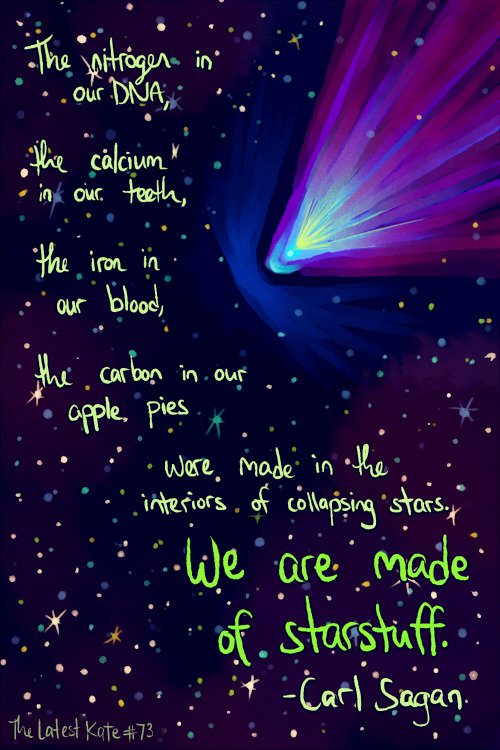 The nitrogen in
our DNA,
the calcium
in our teeth,
the iron in
our blood,
the carbon in our
apple pies
were made in the
interiors of collapsing stars.
We are made
of starstuff.
-Carl Sagan.
The Latest Kate #73